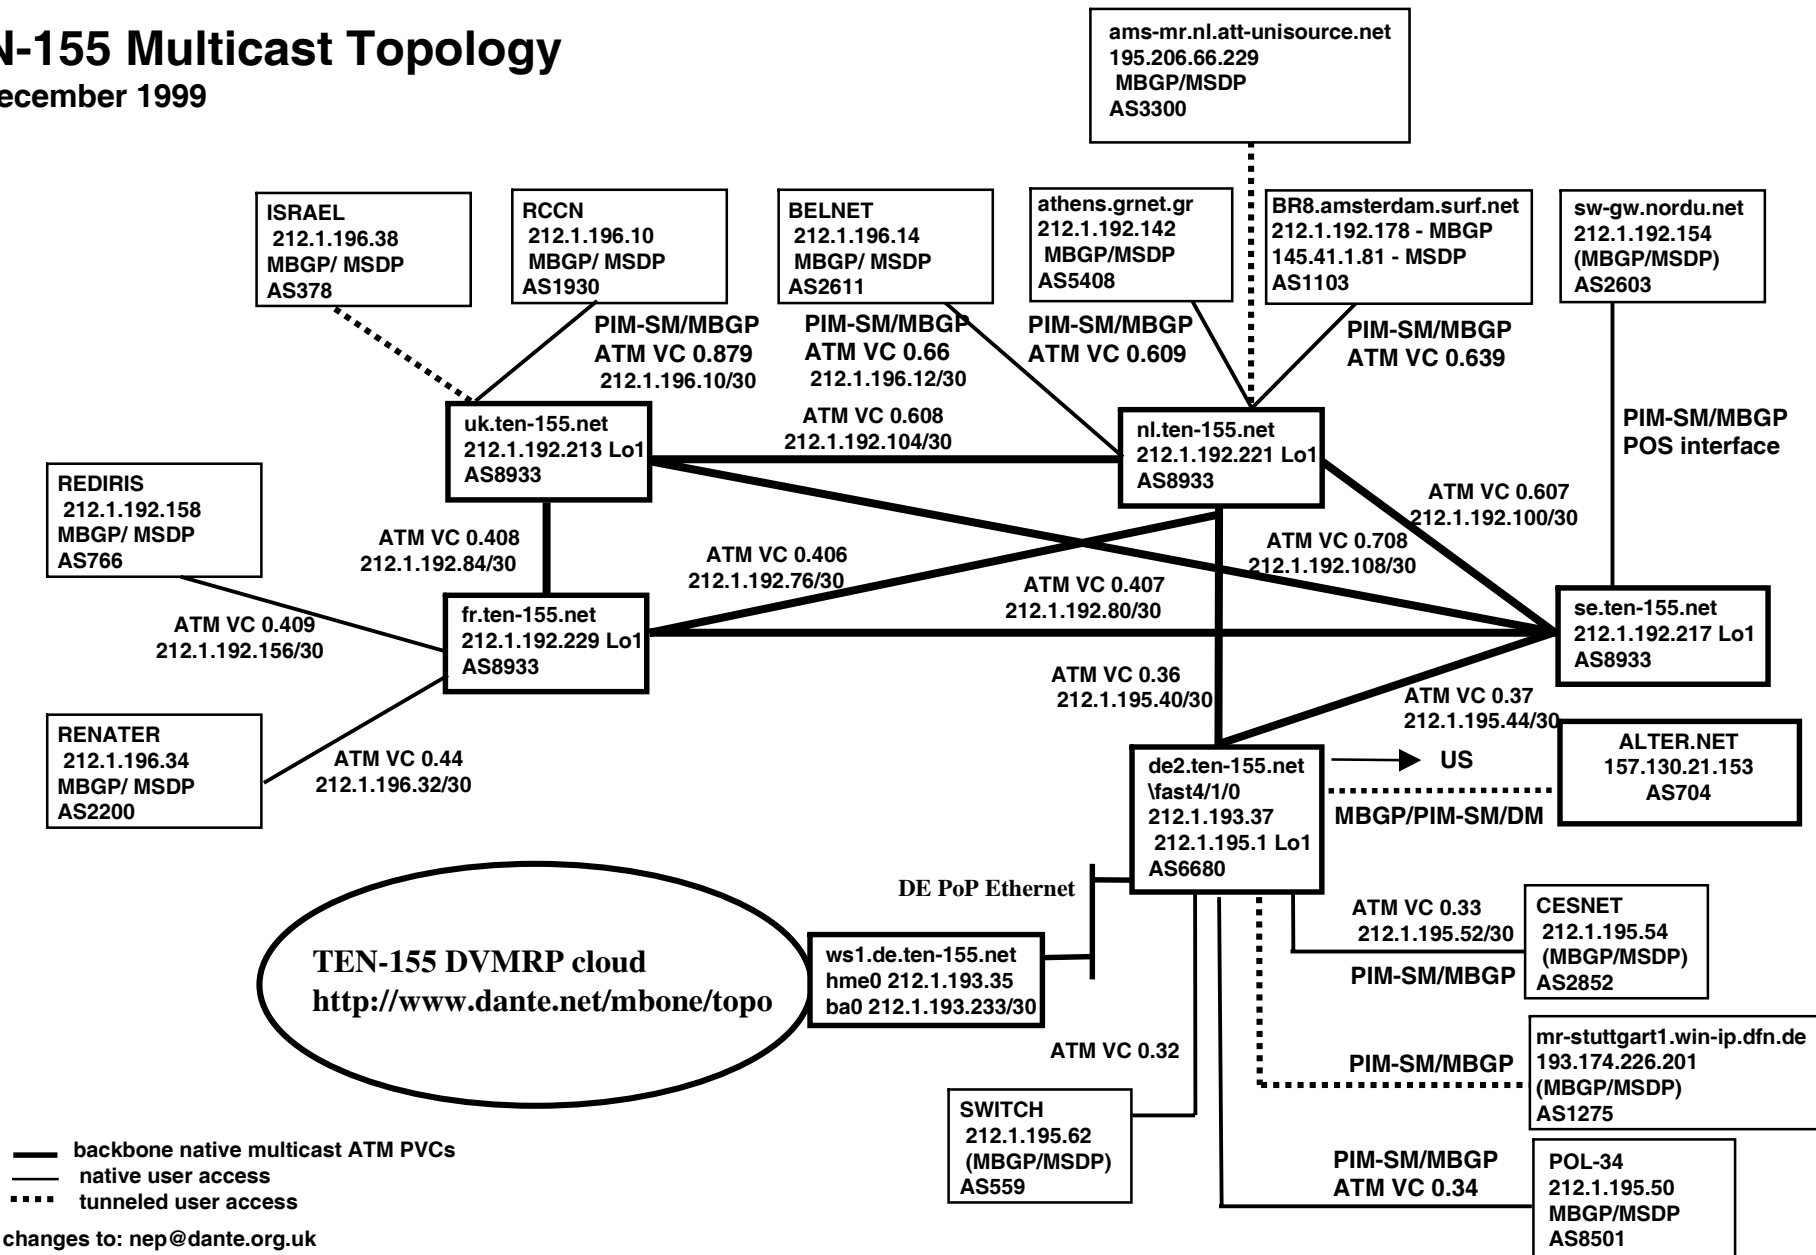 N-155 Multicast Topology
ecember 1999
ams-mr.nl.att-unisource.net
195.206.66.229
MBGP/MSDP
AS3300
ISRAEL
212.1.196.38
MBGP/ MSDP
AS378
RCCN
212.1.196.10
MBGP/ MSDP
AS1930
BELNET
212.1.196.14
MBGP/ MSDP
AS2611
athens.grnet.gr
212.1.192.142
MBGP/MSDP
AS5408
BR8.amsterdam.surf.net
212.1.192.178 - MBGP
145.41.1.81 - MSDP
AS1103
sw-gw.nordu.net
212.1.192.154
(MBGP/MSDP)
AS2603
PIM-SM/MBGP
ATM VC 0.879
212.1.196.10/30
PIM-SM/MBGP
ATM VC 0.66
212.1.196.12/30
PIM-SM/MBGP
ATM VC 0.609
PIM-SM/MBGP
ATM VC 0.639
PIM-SM/MBGP
POS interface
uk.ten-155.net
212.1.192.213 Lo1
AS8933
ATM VC 0.608
212.1.192.104/30
nl.ten-155.net
212.1.192.221 Lo1
AS8933
REDIRIS
212.1.192.158
MBGP/ MSDP
AS766
ATM VC 0.408
212.1.192.84/30
ATM VC 0.406
212.1.192.76/30
ATM VC 0.407
212.1.192.80/30
ATM VC 0.708
212.1.192.108/30
ATM VC 0.607
212.1.192.100/30
ATM VC 0.409
212.1.192.156/30
fr.ten-155.net
212.1.192.229 Lo1
AS8933
se.ten-155.net
212.1.192.217 Lo1
AS8933
ATM VC 0.36
212.1.195.40/30
ATM VC 0.37
212.1.195.44/30
RENATER
212.1.196.34
MBGP/ MSDP
AS2200
ATM VC 0.44
212.1.196.32/30
de2.ten-155.net
\fast4/1/0
212.1.193.37
212.1.195.1 Lo1
AS6680
US
MBGP/PIM-SM/DM
ALTER.NET
157.130.21.153
AS704
DE PoP Ethernet
TEN-155 DVMRP cloud
http://www.dante.net/mbone/topo
ws1.de.ten-155.net
hme0 212.1.193.35
ba0 212.1.193.233/30
ATM VC 0.33
212.1.195.52/30
PIM-SM/MBGP
CESNET
212.1.195.54
(MBGP/MSDP)
AS2852
ATM VC 0.32
PIM-SM/MBGP
mr-stuttgart1.win-ip.dfn.de
193.174.226.201
(MBGP/MSDP)
AS1275
SWITCH
212.1.195.62
(MBGP/MSDP)
AS559
PIM-SM/MBGP
ATM VC 0.34
POL-34
212.1.195.50
MBGP/MSDP
AS8501
backbone native multicast ATM PVCs
native user access
tunneled user access
changes to: nep@dante.org.uk